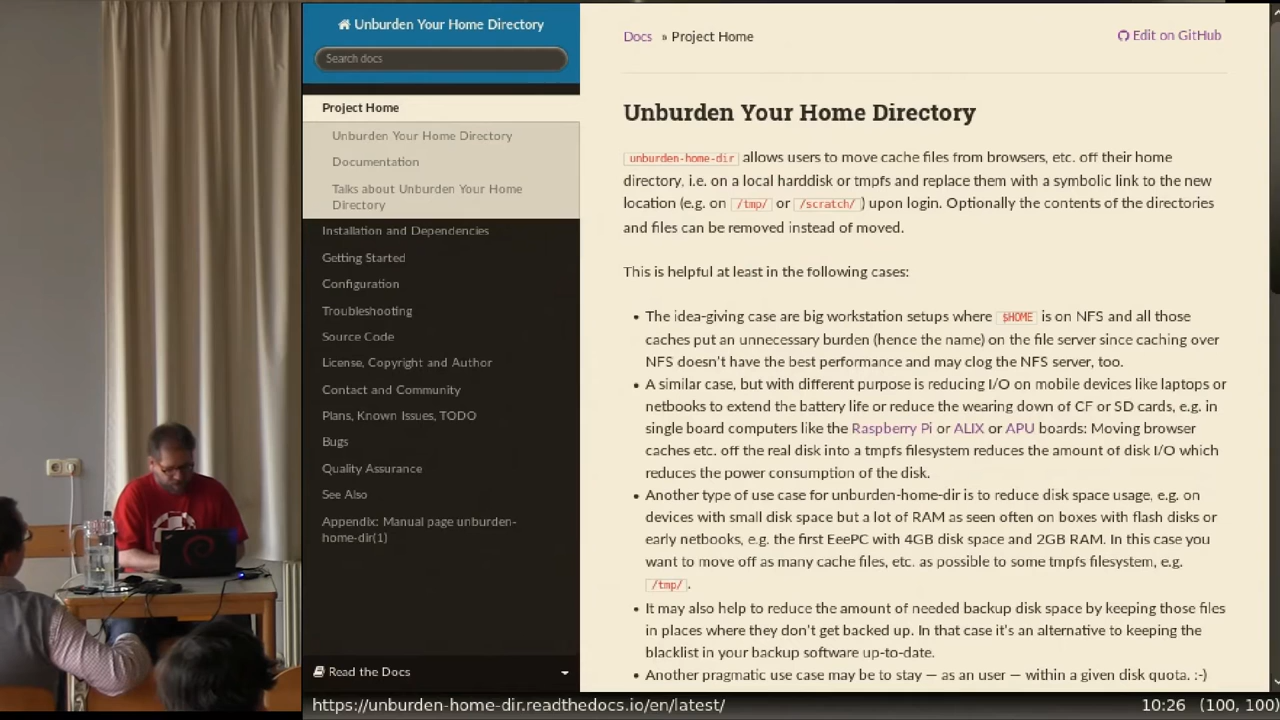 Unburden Your Home Directory
Search docs
Project Home
Unburden Your Home Directory
Documentation
Talks about Unburden Your Home
Directory
Installation and Dependencies
Getting Started
Configuration
Troubleshooting
Source Code
License, Copyright and Author
Contact and Community
Plans, Known Issues, TODO
Bugs
Quality Assurance
See Also
Appendix: Manual page unburden-
home-dir(1)
Read the Docs
Docs » Project Home
Edit on GitHub
Unburden Your Home Directory
unburden-home-dir allows users to move cache files from browsers, etc. off their home
directory, i.e. on a local harddisk or tmpfs and replace them with a symbolic link to the new
location (e.g. on /tmp/ or /scratch/ ) upon login. Optionally the contents of the directories
and files can be removed instead of moved.
This is helpful at least in the following cases:
• The idea-giving case are big workstation setups where $HOME is on NFS and all those
caches put an unnecessary burden (hence the name) on the file server since caching over
NFS doesn't have the best performance and may clog the NFS server, too.
• A similar case, but with different purpose is reducing I/O on mobile devices like laptops or
netbooks to extend the battery life or reduce the wearing down of CF or SD cards, e.g. in
single board computers like the Raspberry Pi or ALIX or APU boards: Moving browser
caches etc. off the real disk into a tmpfs filesystem reduces the amount of disk I/O which
reduces the power consumption of the disk.
• Another type of use case for unburden-home-dir is to reduce disk space usage, e.g. on
devices with small disk space but a lot of RAM as seen often on boxes with flash disks or
early netbooks, e.g. the first EeePC with 4GB disk space and 2GB RAM. In this case you
want to move off as many cache files, etc. as possible to some tmpfs filesystem, e.g.
/tmp/ .
• It may also help to reduce the amount of needed backup disk space by keeping those files
in places where they don't get backed up. In that case it's an alternative to keeping the
blacklist in your backup software up-to-date.
• Another pragmatic use case may be to stay — as an user — within a given disk quota. :-)
https://unburden-home-dir.readthedocs.io/en/latest/
10:26 (100, 100)